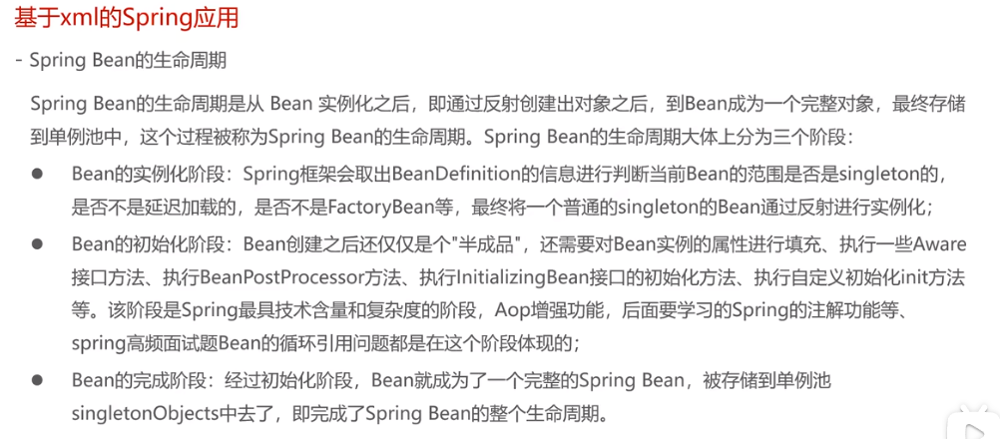 基于xml的Spring应用
- Spring Bean的生命周期
Spring Bean的生命周期是从 Bean 实例化之后，即通过反射创建出对象之后，到Bean成为一个完整对象，最终存储
到单例池中，这个过程被称为Spring Bean的生命周期。Spring Bean的生命周期大体上分为三个阶段：
● Bean的实例化阶段：Spring框架会取出BeanDefinition的信息进行判断当前Bean的范围是否是singleton的，
是否不是延迟加载的，是否不是FactoryBean等，最终将一个普通的singleton的Bean通过反射进行实例化；
● Bean的初始化阶段：Bean创建之后还仅仅是个"半成品"，还需要对Bean实例的属性进行填充、执行一些Aware
接口方法、执行BeanPostProcessor方法、执行InitializingBean接口的初始化方法、执行自定义初始化init方法
等。该阶段是Spring最具技术含量和复杂度的阶段，Aop增强功能，后面要学习的Spring的注解功能等、
spring高频面试题Bean的循环引用问题都是在这个阶段体现的；
● Bean的完成阶段：经过初始化阶段，Bean就成为了一个完整的Spring Bean，被存储到单例池
singletonObjects中去了，即完成了Spring Bean的整个生命周期。